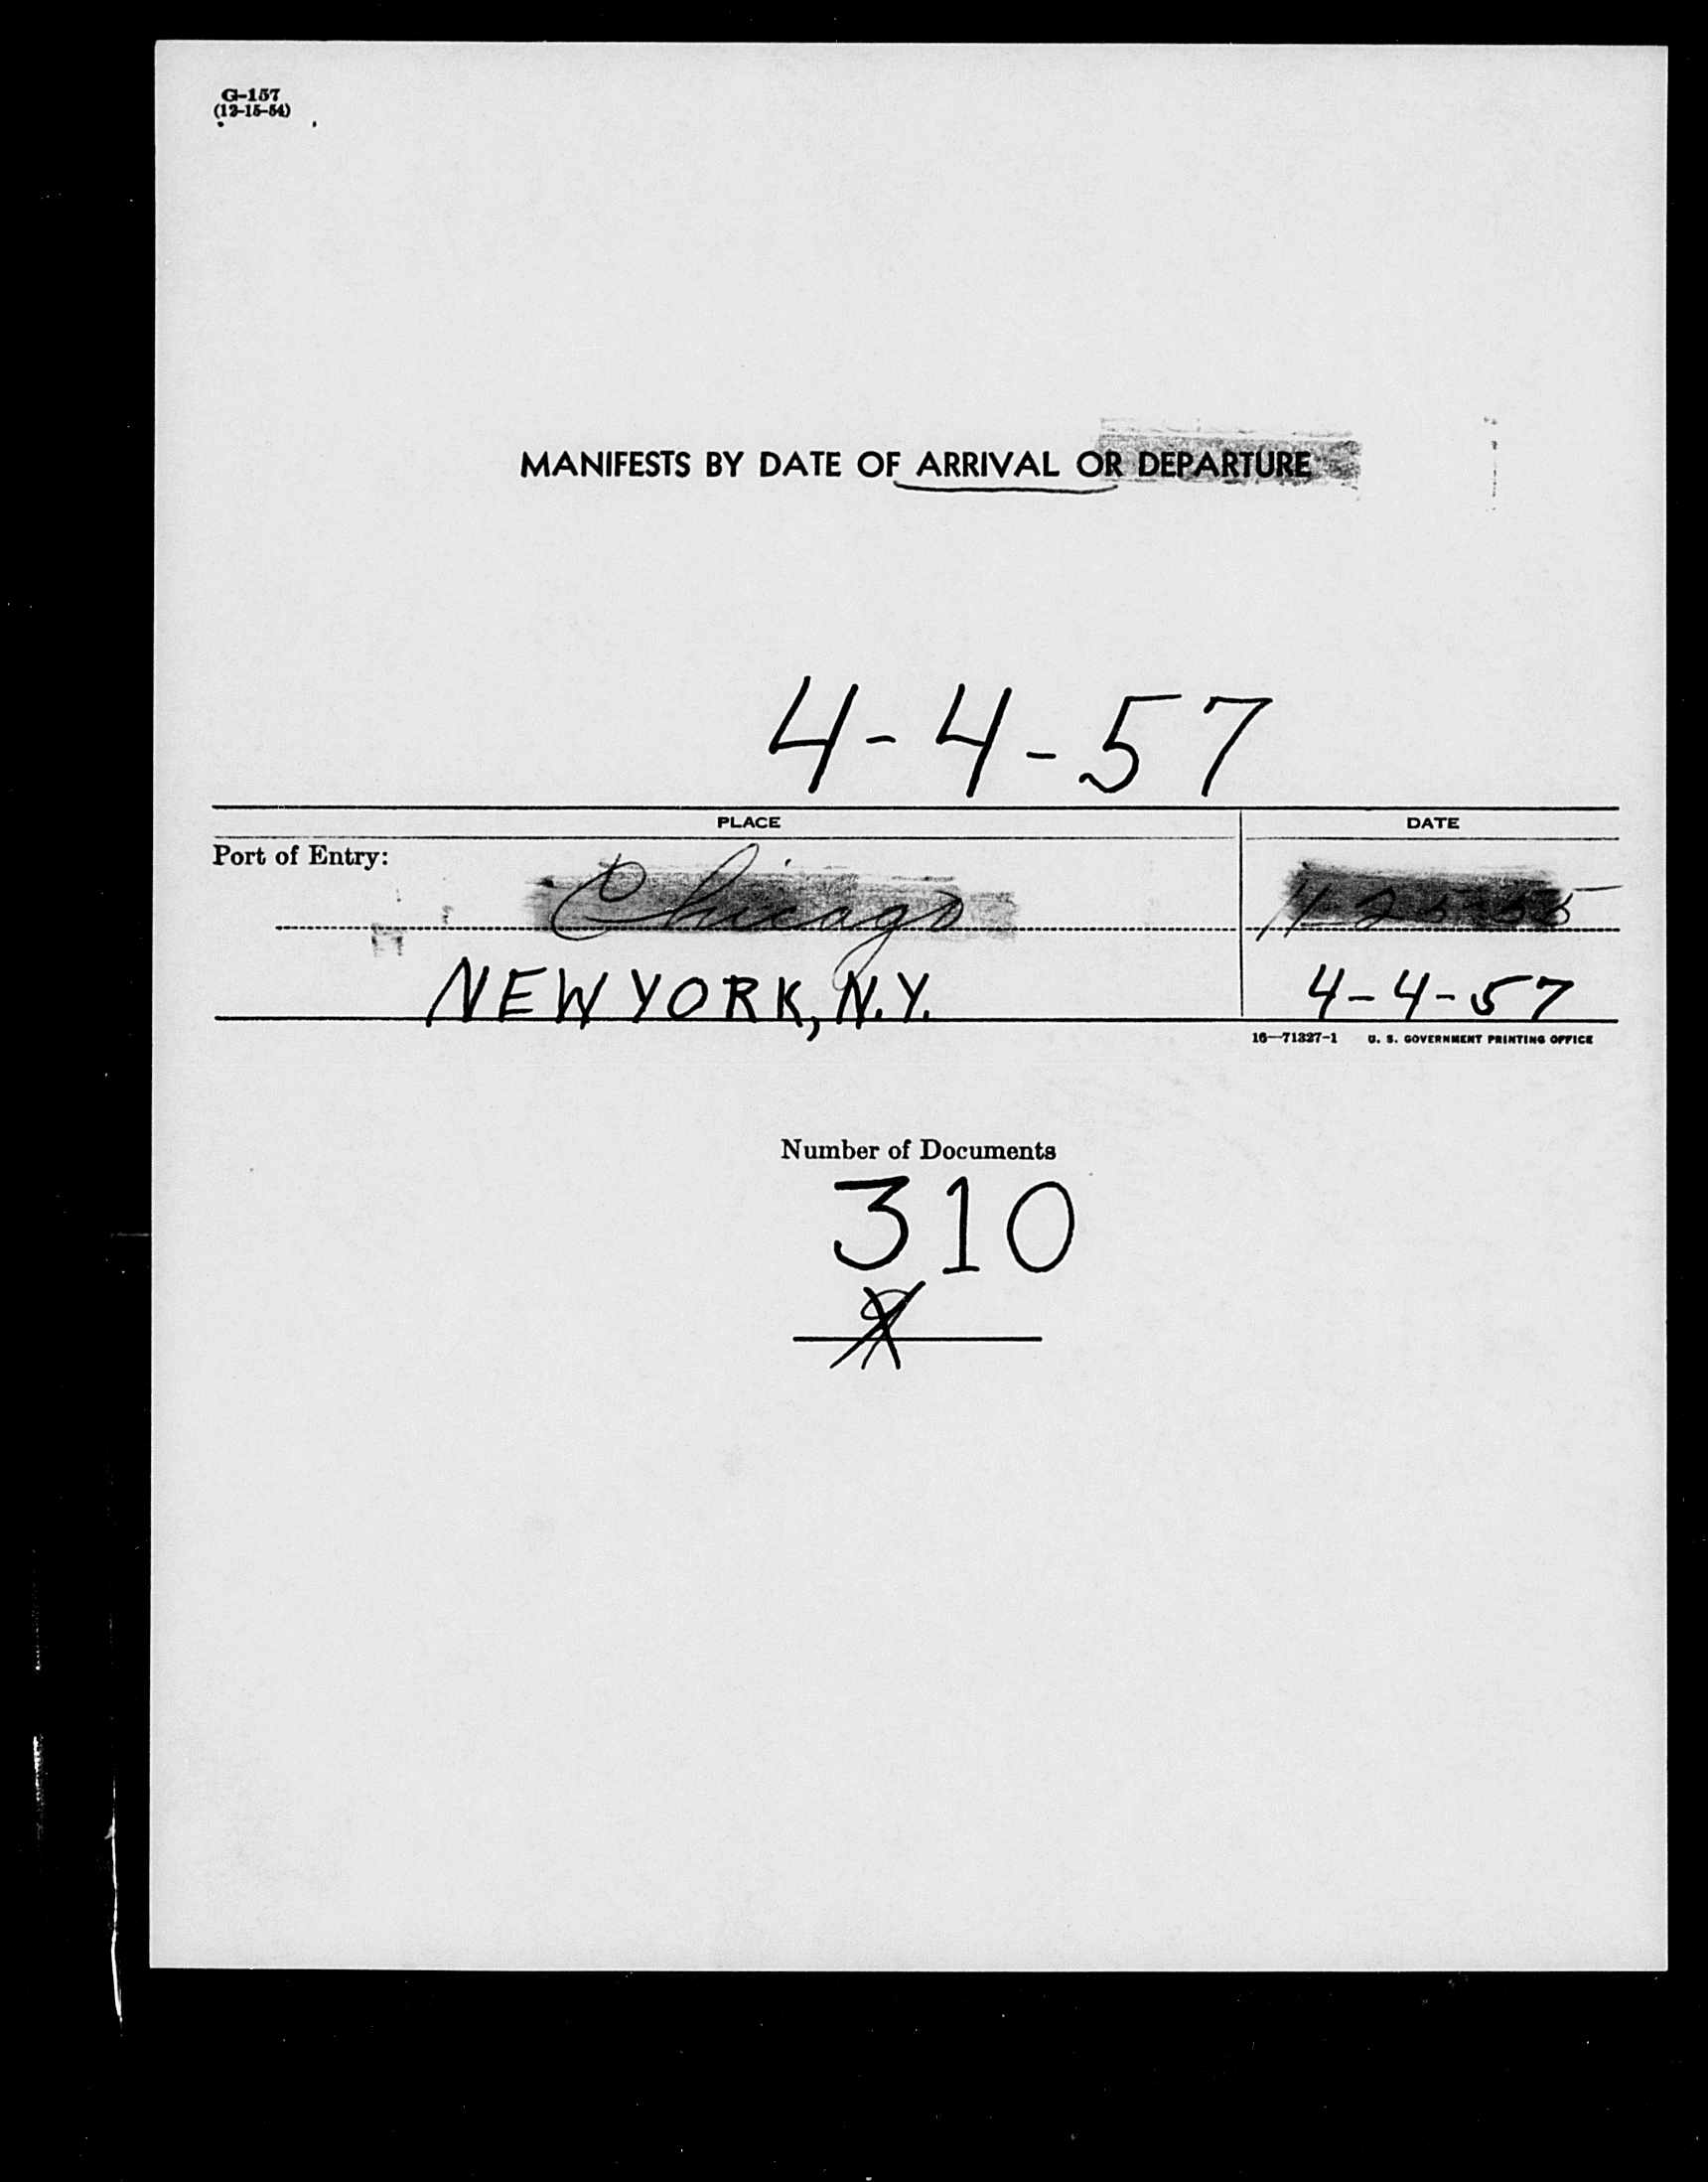 G-157
(12-15-54)
MANIFESTS BY DATE OF ARRIVAL OR DEPARTURE
4-4-57
PLACE DATE
Port of Entry:
Chicago
NEW YORK, N.Y. 4-4-57
16—71327-1 U. S. GOVERNMENT PRINTING OFFICE
Number of Documents
310